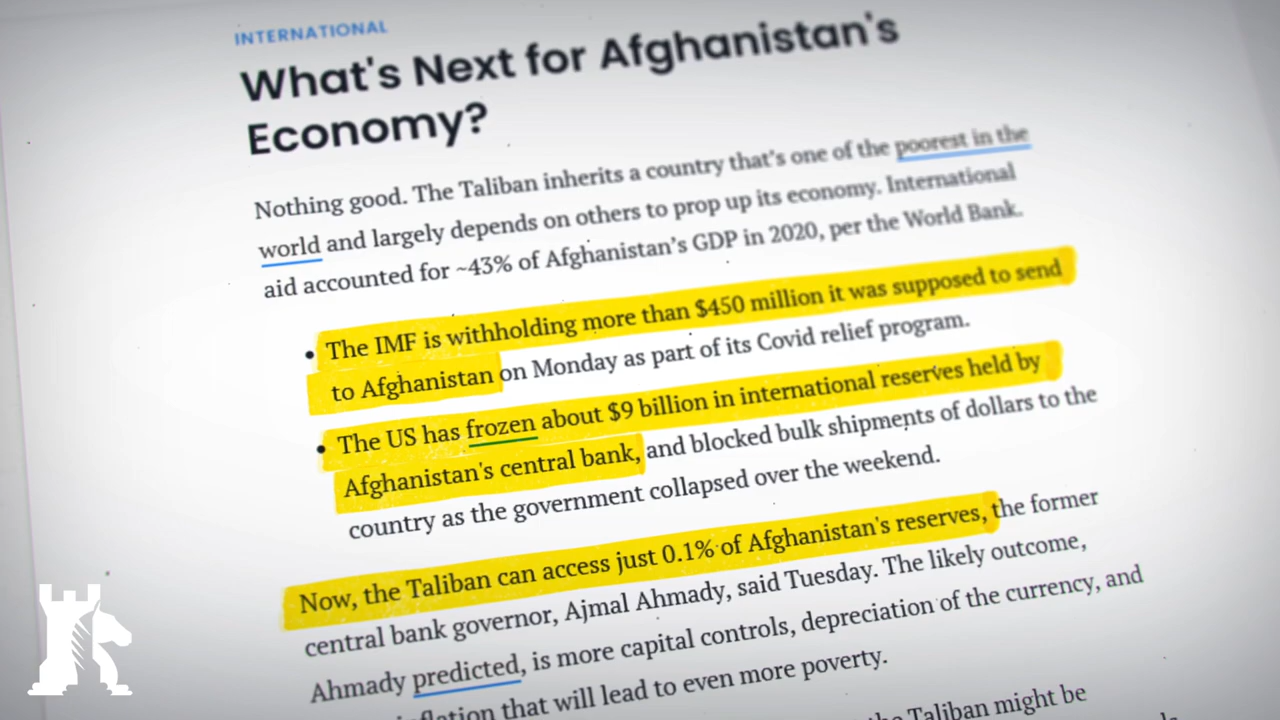 INTERNATIONAL
What's Next for Afghanistan's
Economy?
Nothing good. The Taliban inherits a country that's one of the poorest in the
world and largely depends on others to prop up its economy. International
aid accounted for ~43% of Afghanistan's GDP in 2020, per the World Bank.
• The IMF is withholding more than $450 million it was supposed to send
to Afghanistan on Monday as part of its Covid relief program.
• The US has frozen about $9 billion in international reserves held by
Afghanistan's central bank, and blocked bulk shipments of dollars to the
country as the government collapsed over the weekend.
Now, the Taliban can access just 0.1% of Afghanistan's reserves, the former
central bank governor, Ajmal Ahmady, said Tuesday. The likely outcome,
Ahmady predicted, is more capital controls, depreciation of the currency, and
that will lead to even more poverty.
the Taliban might be